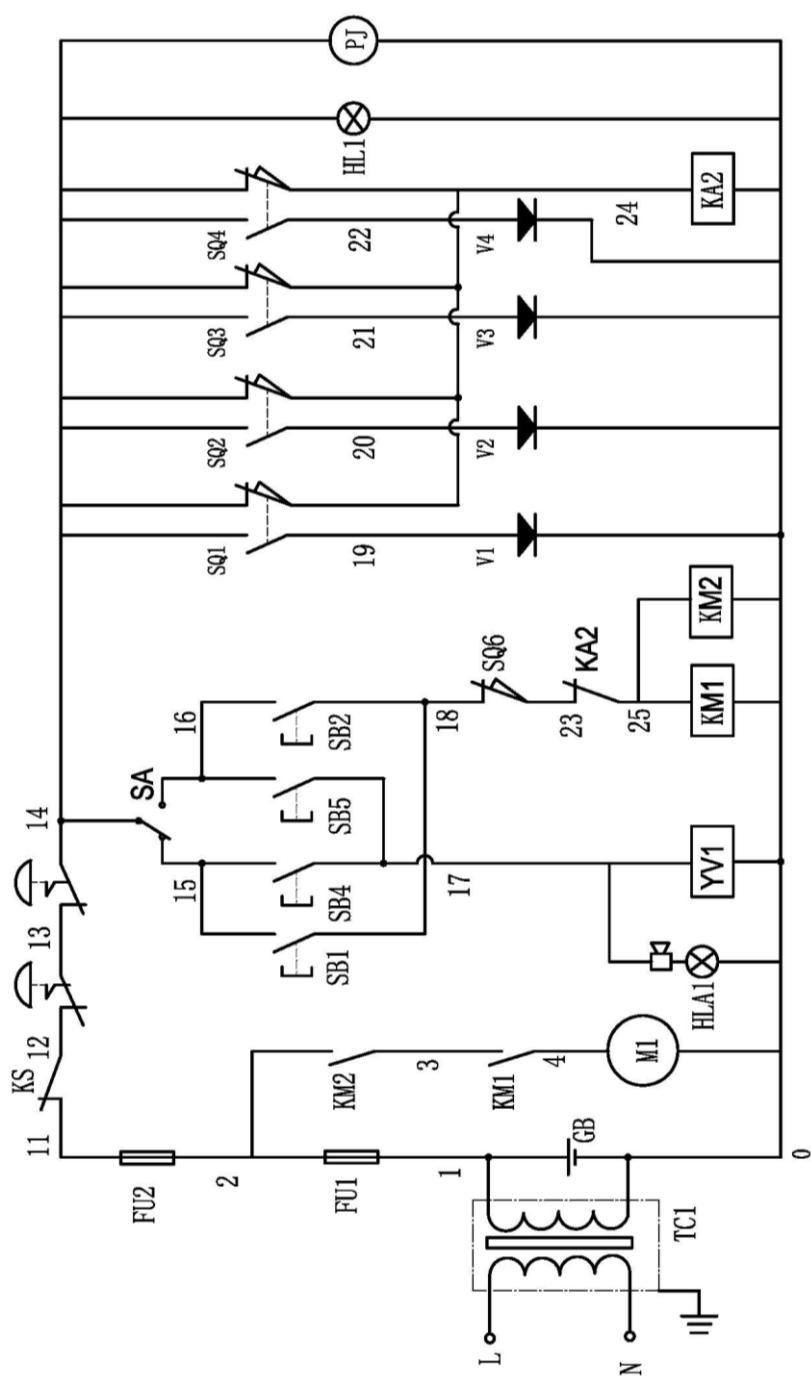 L
N
TC1
0
GB
1
FU1
2
FU2
11
KS
12
13
14
KM2
3
KM1
4
M1
HLA1
YV1
17
15
SB1
SB4
SB5
SB2
SA
16
18
SQ6
23
KA2
25
KM1
KM2
SQ1
19
V1
SQ2
20
V2
SQ3
21
V3
SQ4
22
V4
24
KA2
HL1
PJ